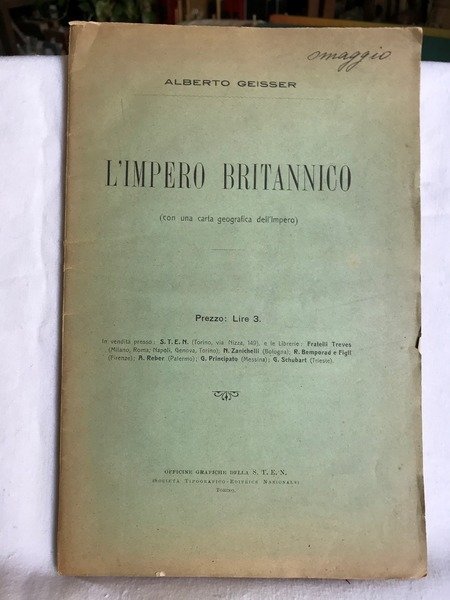 omaggio
ALBERTO GEISSER
L'IMPERO BRITANNICO
(con una carta geografica dell'Impero)
Prezzo: Lire 3.
In vendita presso: S. T. E. N. (Torino, via Nizza, 149), e le Librerie: Fratelli Treves
(Milano, Roma, Napoli, Genova, Torino); N. Zanichelli (Bologna); R. Bemporad e Figli
(Firenze); A. Reber (Palermo); G. Principato (Messina); G. Schubart (Trieste).
OFFICINE GRAFICHE DELLA S. T. E. N.
(SOCIETÀ TIPOGRAFICO-EDITRICE NAZIONALE)
TORINO.